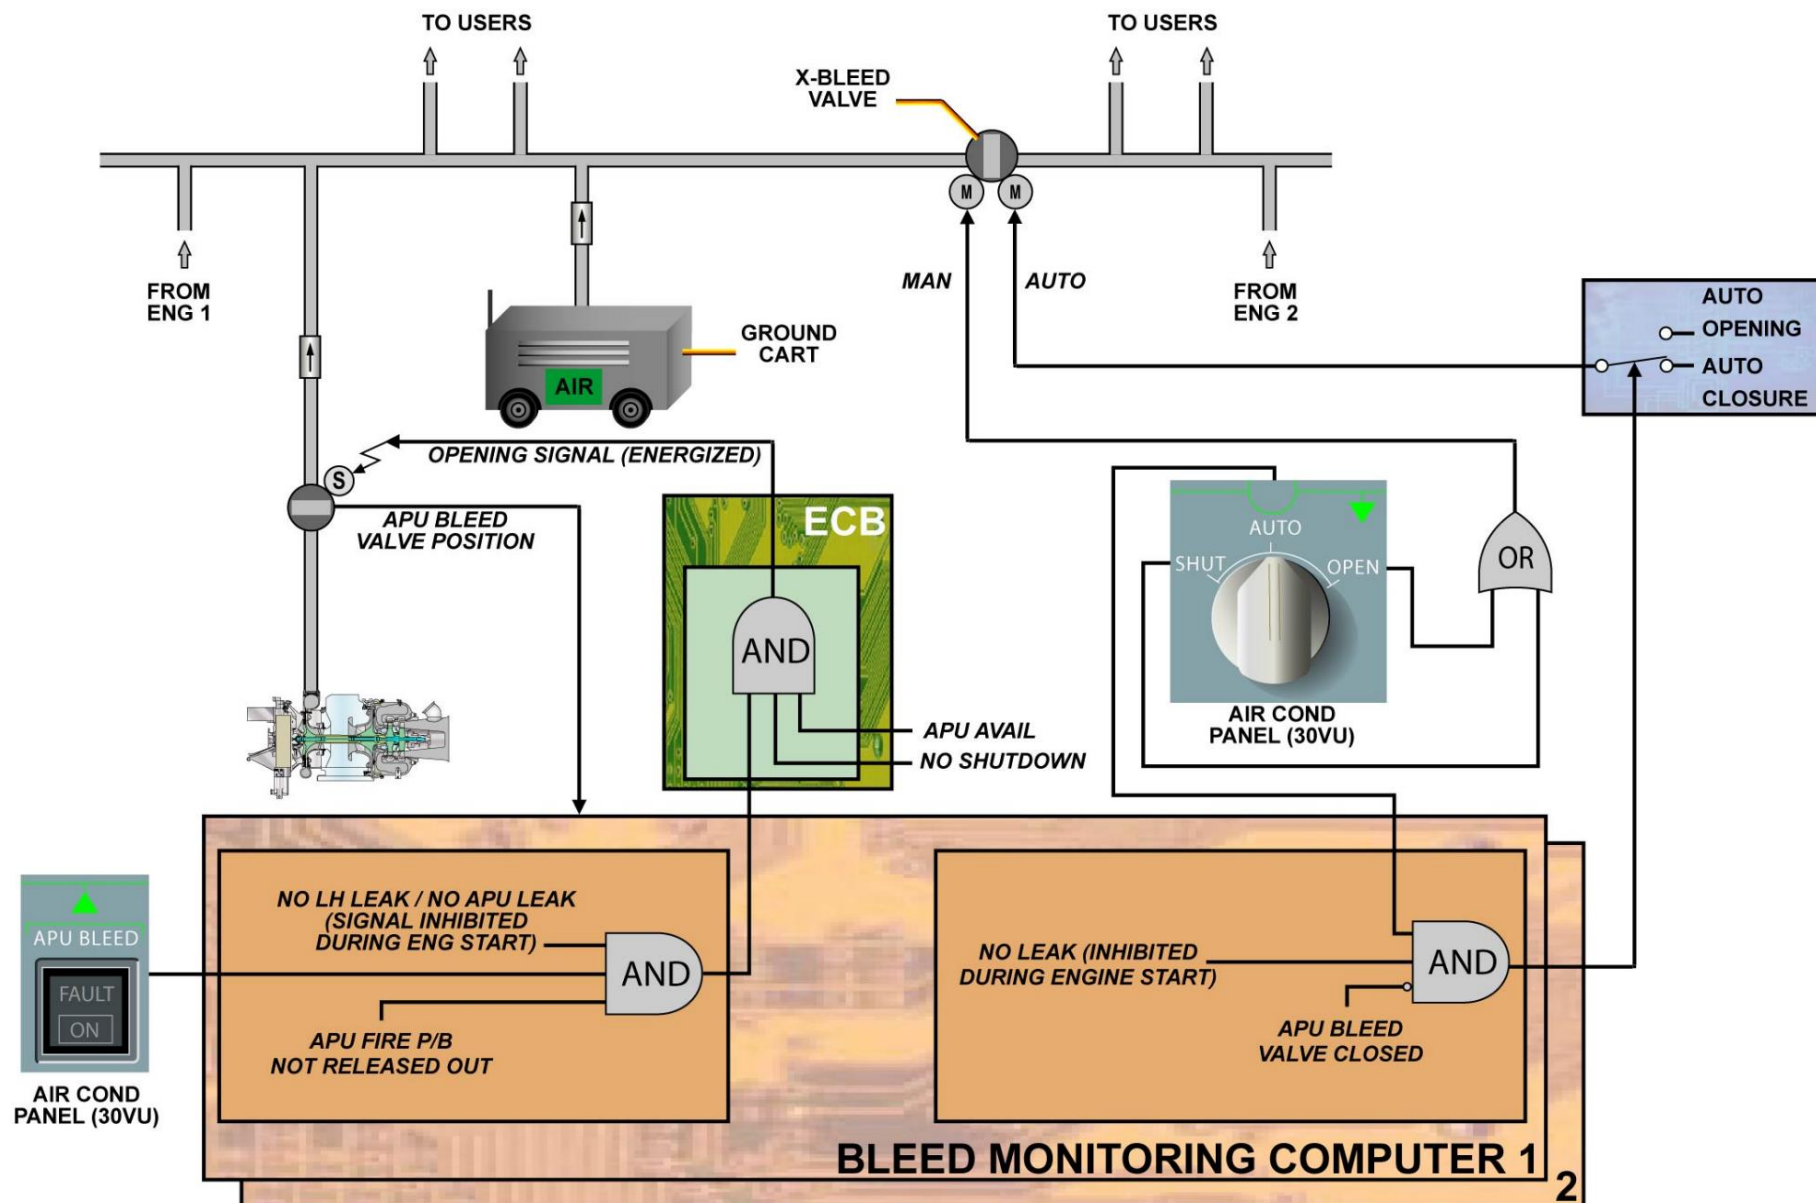 TO USERS
TO USERS
X-BLEED
VALVE
M
M
MAN
AUTO
FROM
ENG 1
FROM
ENG 2
AUTO
OPENING
AUTO
CLOSURE
GROUND
CART
AIR
OPENING SIGNAL (ENERGIZED)
S
APU BLEED
VALVE POSITION
ECB
AND
APU AVAIL
NO SHUTDOWN
AUTO
SHUT
OPEN
OR
AIR COND
PANEL (30VU)
APU BLEED
FAULT
ON
AIR COND
PANEL (30VU)
NO LH LEAK / NO APU LEAK
(SIGNAL INHIBITED
DURING ENG START)
AND
APU FIRE P/B
NOT RELEASED OUT
NO LEAK (INHIBITED
DURING ENGINE START)
AND
APU BLEED
VALVE CLOSED
BLEED MONITORING COMPUTER 1
2